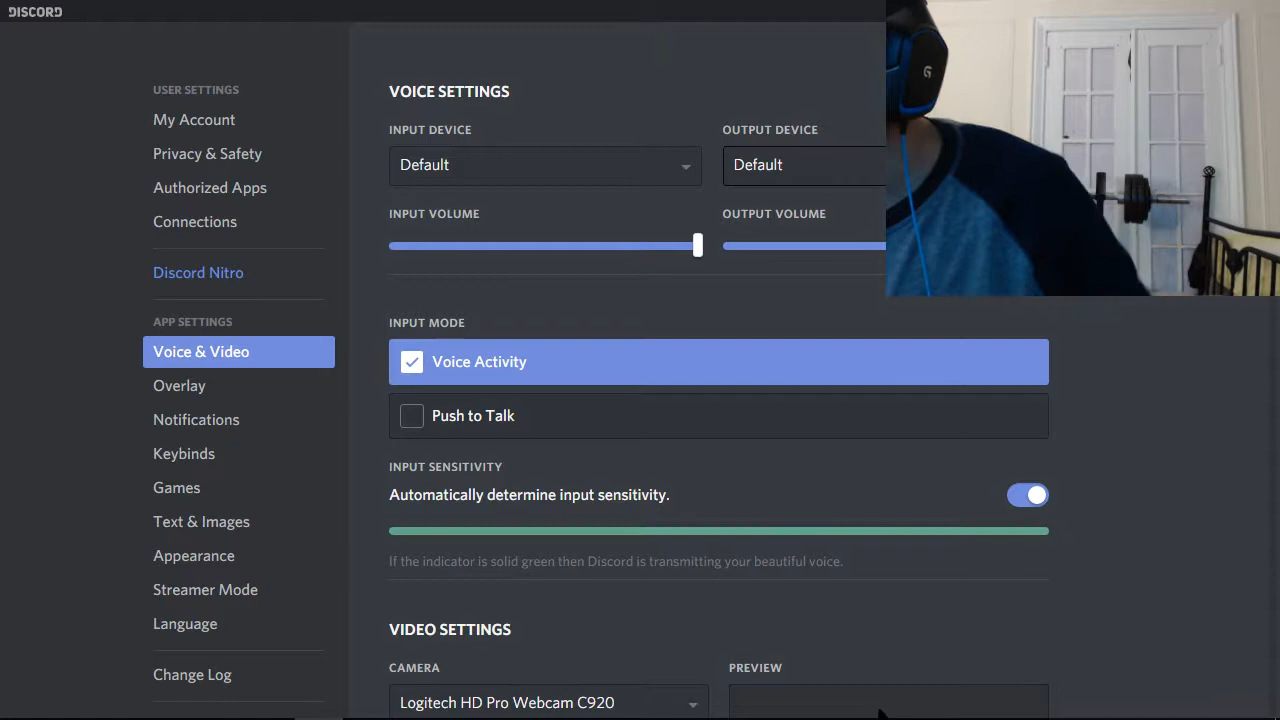 DISCORD
USER SETTINGS
My Account
Privacy & Safety
Authorized Apps
Connections
Discord Nitro
APP SETTINGS
Voice & Video
Overlay
Notifications
Keybinds
Games
Text & Images
Appearance
Streamer Mode
Language
Change Log
VOICE SETTINGS
INPUT DEVICE
Default
OUTPUT DEVICE
Default
INPUT VOLUME
OUTPUT VOLUME
INPUT MODE
Voice Activity
Push to Talk
INPUT SENSITIVITY
Automatically determine input sensitivity.
If the indicator is solid green then Discord is transmitting your beautiful voice.
VIDEO SETTINGS
CAMERA
Logitech HD Pro Webcam C920
PREVIEW
G